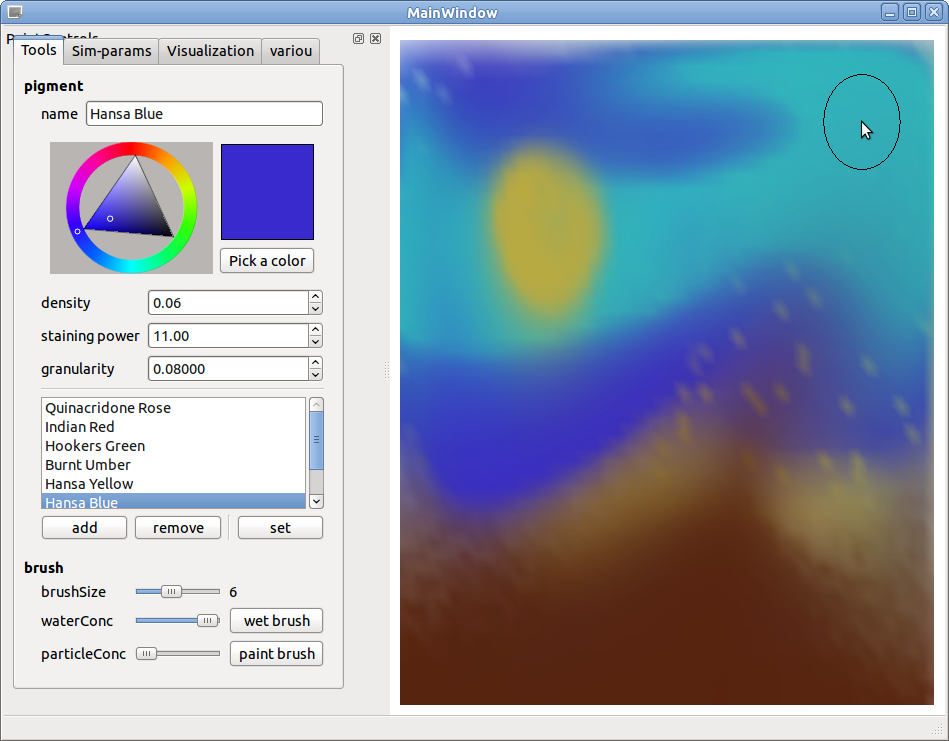 MainWindow
Tools Sim-params Visualization variou
pigment
name Hansa Blue
Pick a color
density 0.06
staining power 11.00
granularity 0.08000
Quinacridone Rose
Indian Red
Hookers Green
Burnt Umber
Hansa Yellow
Hansa Blue
add remove set
brush
brushSize 6
waterConc wet brush
particleConc paint brush